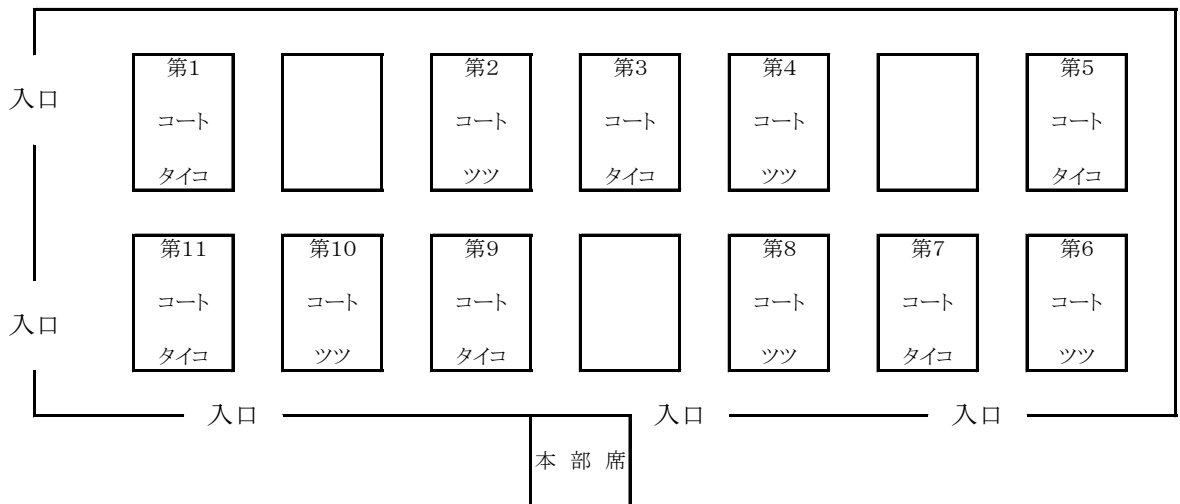 第1
コート
タイコ
第2
コート
ツツ
第3
コート
タイコ
第4
コート
ツツ
第5
コート
タイコ
入口
第11
コート
タイコ
第10
コート
ツツ
第9
コート
タイコ
第8
コート
ツツ
第7
コート
タイコ
第6
コート
ツツ
入口
入口
入口
入口
本部席